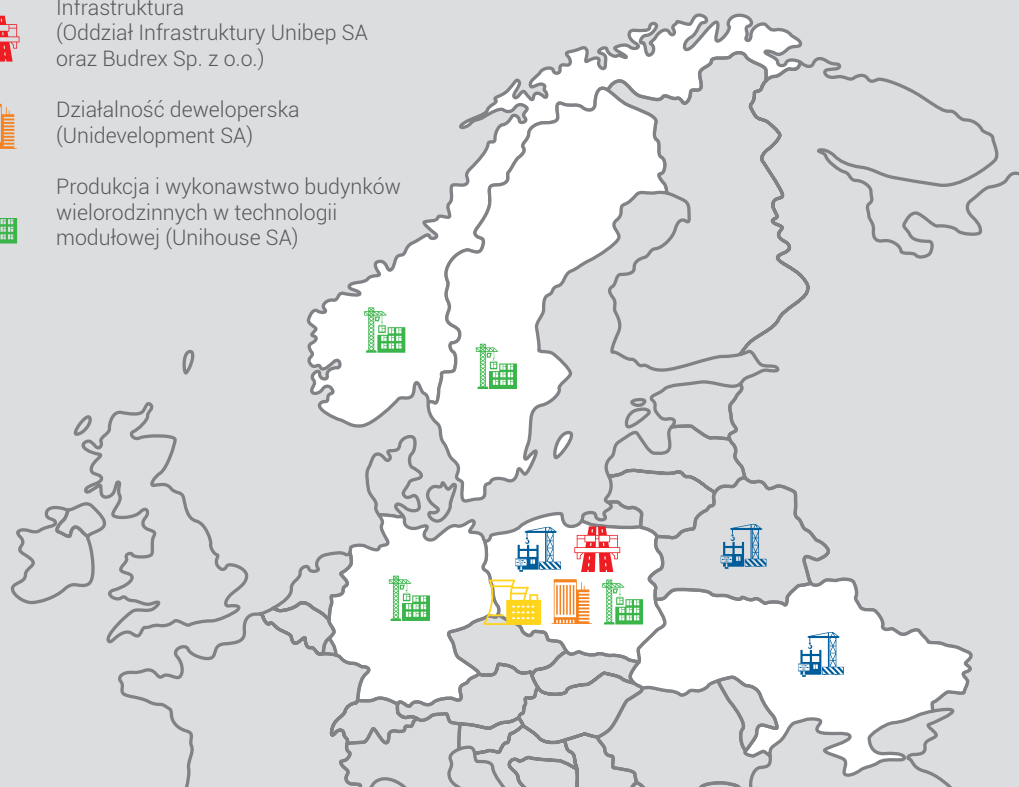 Infrastruktura
(Oddział Infrastruktury Unibep SA
oraz Budrex Sp. z o.o.)
Działalność deweloperska
(Unidevelopment SA)
Produkcja i wykonawstwo budynków
wielorodzinnych w technologii
modułowej (Unihouse SA)